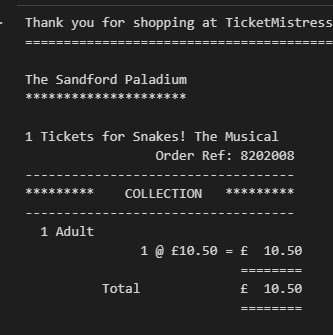 Thank you for shopping at TicketMistress
========================================
The Sandford Paladium
*********************
1 Tickets for Snakes! The Musical
Order Ref: 8202008
-----------------------------------
********* COLLECTION *********
-----------------------------------
1 Adult
1 @ £10.50 = £ 10.50
========
Total £ 10.50
========